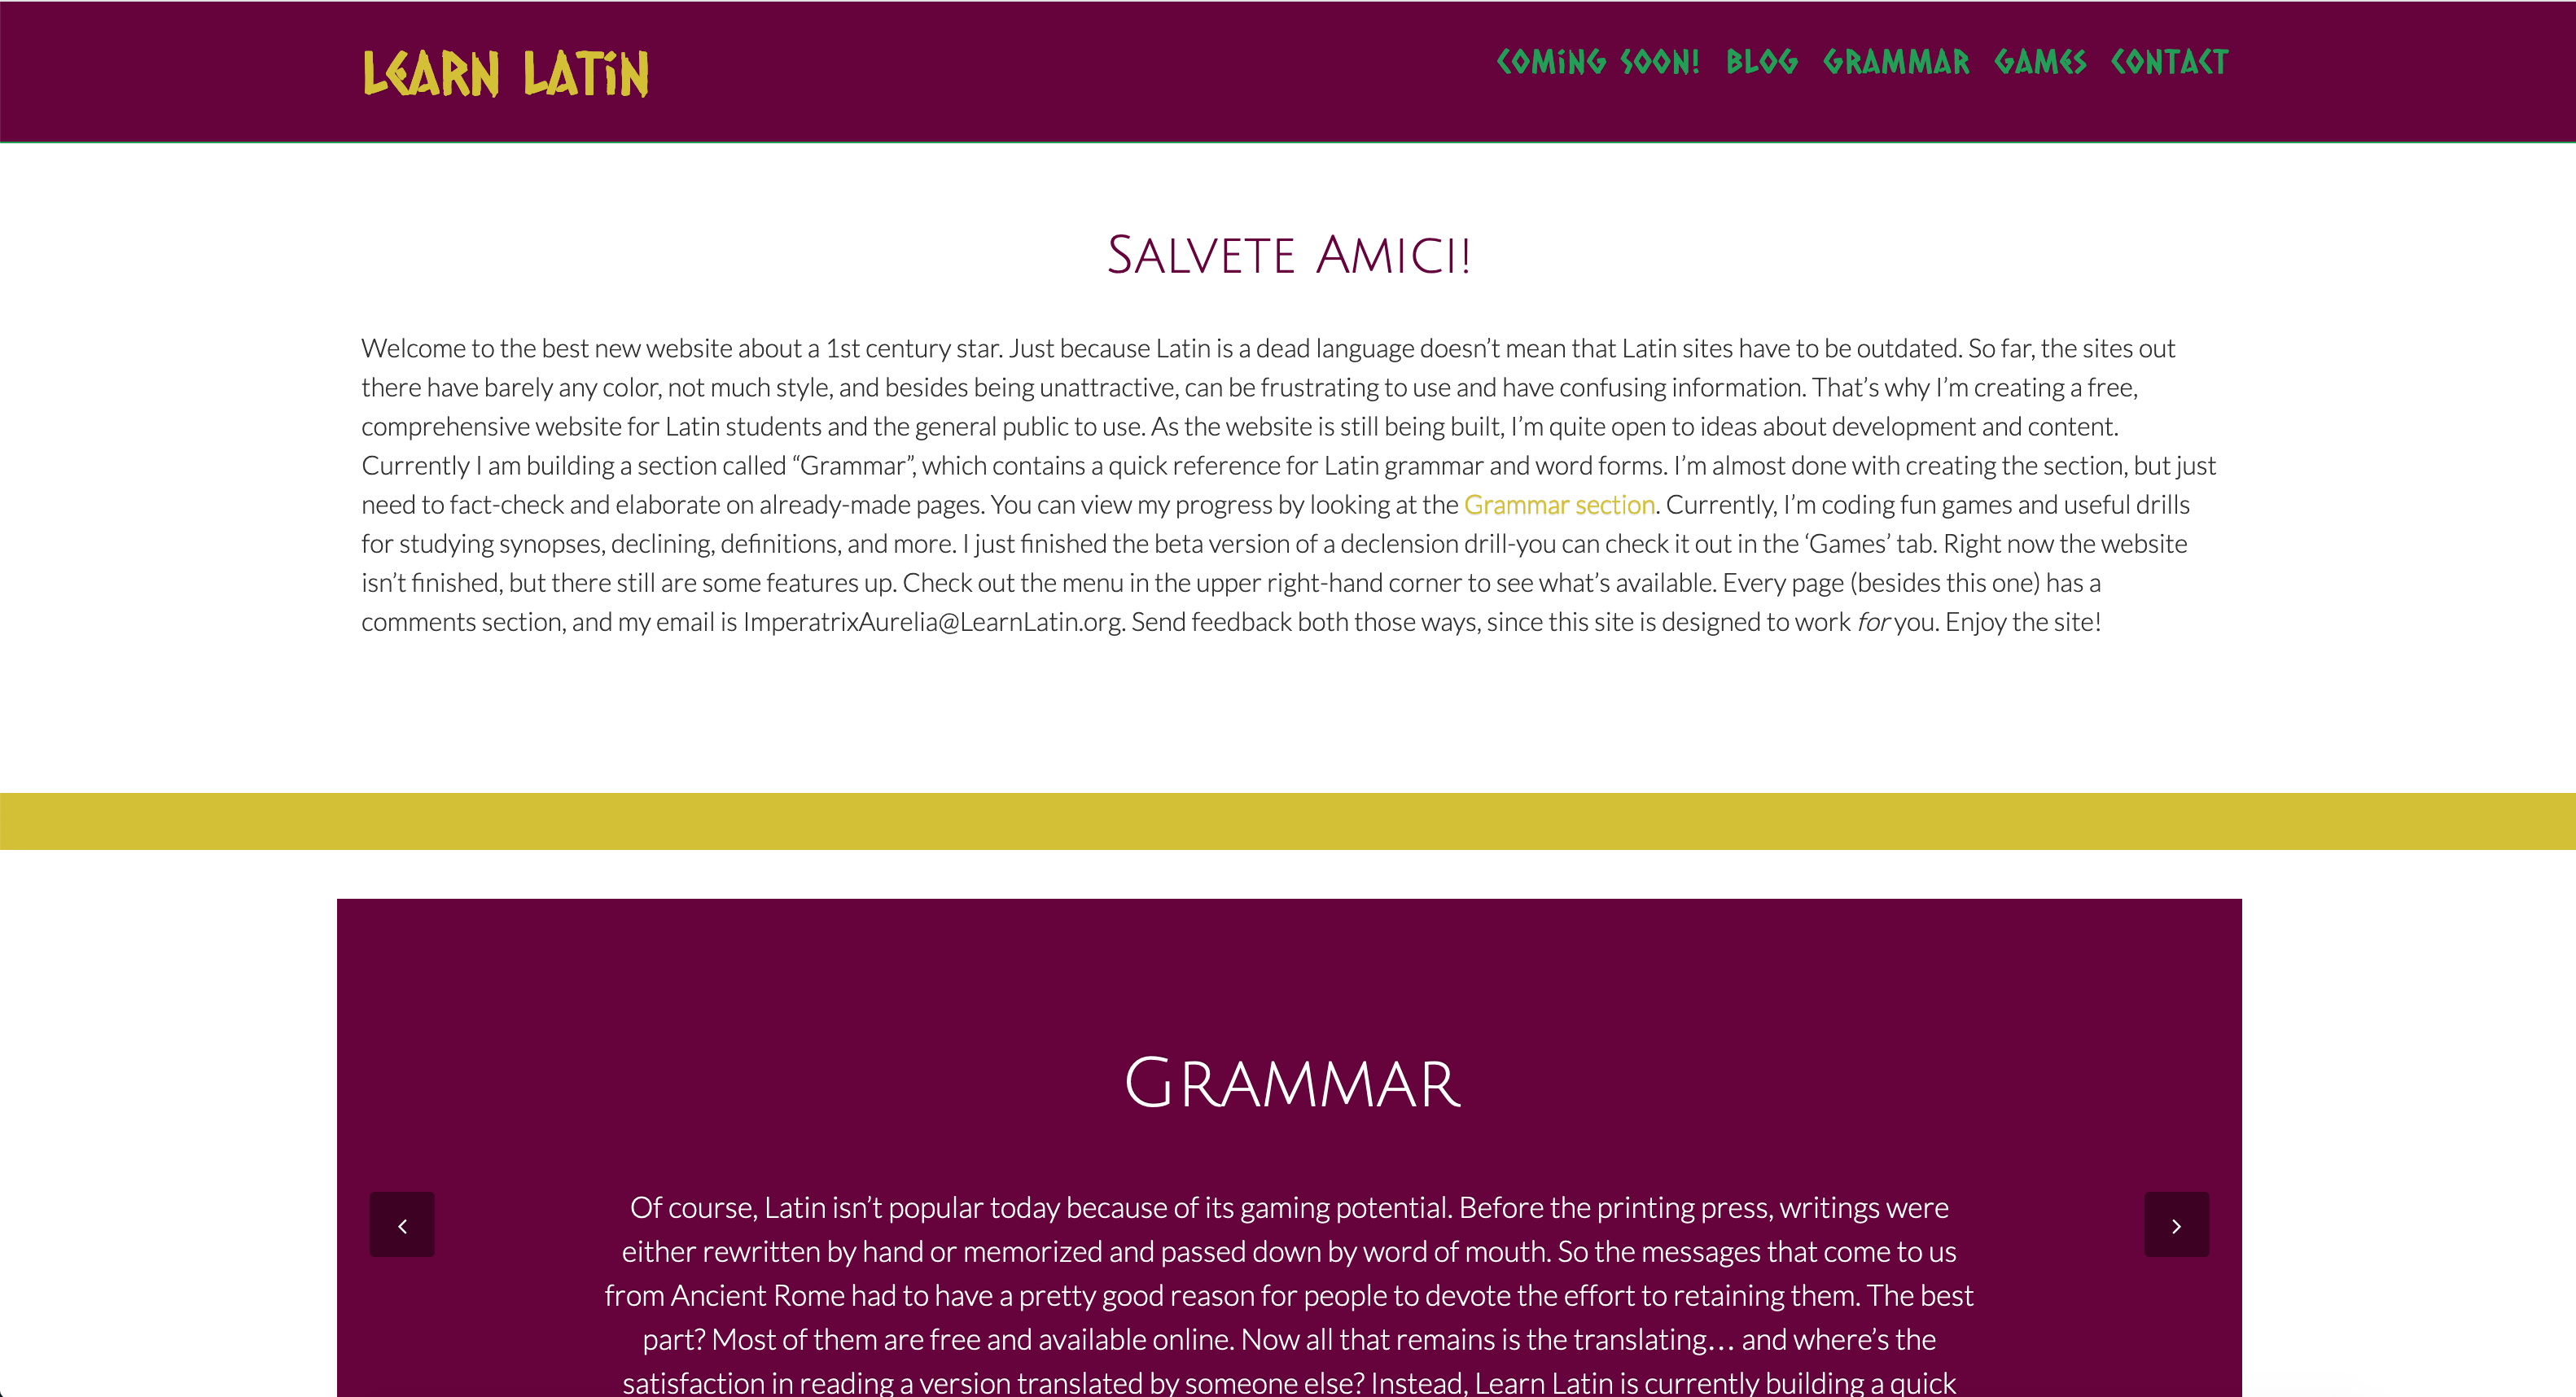 LEARN LATIN
COMING SOON! BLOG GRAMMAR GAMES CONTACT
Salvete Amici!
Welcome to the best new website about a 1st century star. Just because Latin is a dead language doesn’t mean that Latin sites have to be outdated. So far, the sites out
there have barely any color, not much style, and besides being unattractive, can be frustrating to use and have confusing information. That’s why I’m creating a free,
comprehensive website for Latin students and the general public to use. As the website is still being built, I’m quite open to ideas about development and content.
Currently I am building a section called “Grammar”, which contains a quick reference for Latin grammar and word forms. I’m almost done with creating the section, but just
need to fact-check and elaborate on already-made pages. You can view my progress by looking at the Grammar section. Currently, I’m coding fun games and useful drills
for studying synopses, declining, definitions, and more. I just finished the beta version of a declension drill-you can check it out in the ‘Games’ tab. Right now the website
isn’t finished, but there still are some features up. Check out the menu in the upper right-hand corner to see what’s available. Every page (besides this one) has a
comments section, and my email is ImperatrixAurelia@LearnLatin.org. Send feedback both those ways, since this site is designed to work for you. Enjoy the site!
Grammar
Of course, Latin isn’t popular today because of its gaming potential. Before the printing press, writings were
either rewritten by hand or memorized and passed down by word of mouth. So the messages that come to us
from Ancient Rome had to have a pretty good reason for people to devote the effort to retaining them. The best
part? Most of them are free and available online. Now all that remains is the translating… and where’s the
satisfaction in reading a version translated by someone else? Instead, Learn Latin is currently building a quick